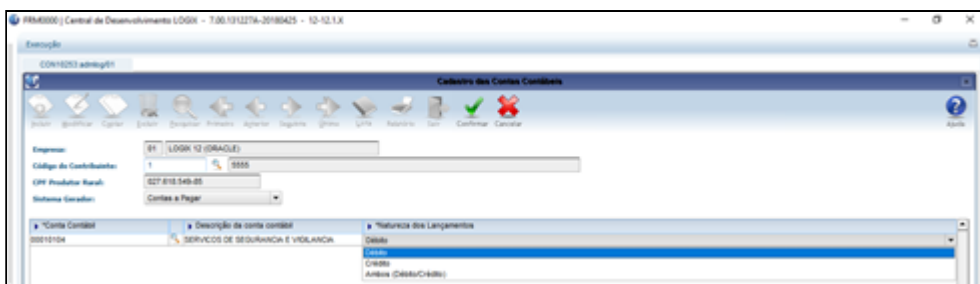 FRM0000 | Central de Desenvolvimento LOGIX - 7.00.131227A-20180425 - 12-12.1.X
Execução
CON10253 admlog/01
Cadastro das Contas Contábeis
Incluir Modificar Copiar Excluir Pesquisar Primeiro Anterior Seguinte Último Relatório Sair Confirmar Cancelar Ajuda
Empresa: 01 LOGIX 12 (ORACLE)
Código do Contribuinte: 1 5555
CPF Produtor Rural: 027.618.549-85
Sistema Gerador: Contas a Pagar
*Conta Contábil Descrição da conta contábil *Natureza dos Lançamentos
00010104 SERVICOS DE SEGURANCA E VIGILANCIA Débito
Débito
Crédito
Ambos (Débito/Crédito)